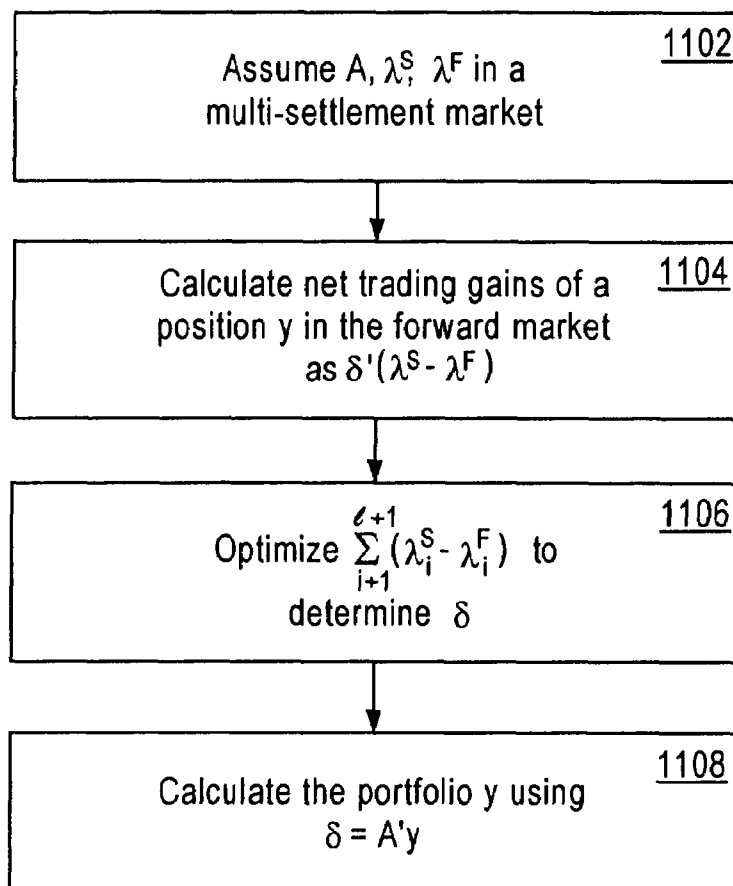 1102
Assume A, λ^S, λ^F in a
multi-settlement market
1104
Calculate net trading gains of a
position y in the forward market
as δ'(λ^S - λ^F)
1106
Optimize ∑_{i+1}^{ℓ+1}(λ_i^S - λ_i^F) to
determine δ
1108
Calculate the portfolio y using
δ = A'y